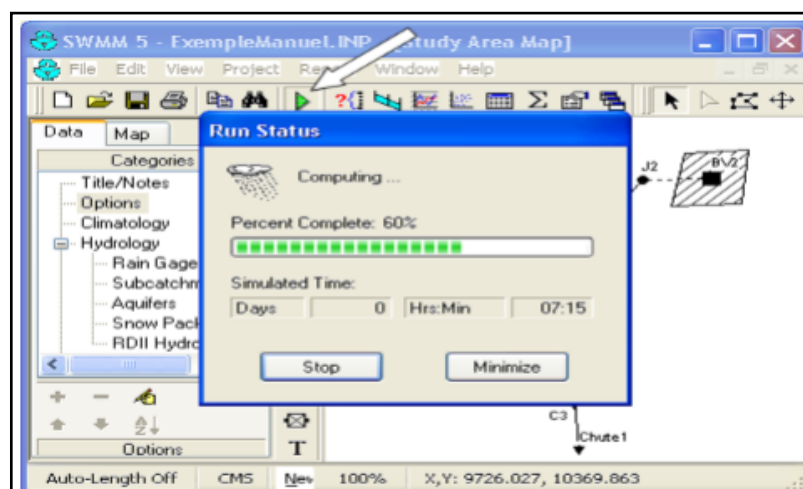 SWMM 5 - ExempleManuel.INP - [Study Area Map]
File Edit View Project Window Help
Data Map
Run Status
Categories
Title/Notes
Options
Climatology
Hydrology
Rain Gage
Subcatchm
Aquifers
Snow Pack
RDII Hydro
Computing ...
Percent Complete: 60%
Simulated Time:
Days 0 Hrs:Min 07:15
Stop Minimize
J2 BV2
C3
Chute1
Options
T
Auto-Length Off CMS New 100% X,Y: 9726.027, 10369.863